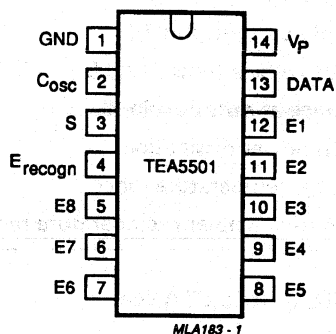 GND 1 14 VP
Cosc 2 13 DATA
S 3 12 E1
Erecogn 4 TEA5501 11 E2
E8 5 10 E3
E7 6 9 E4
E6 7 8 E5
MLA183 - 1